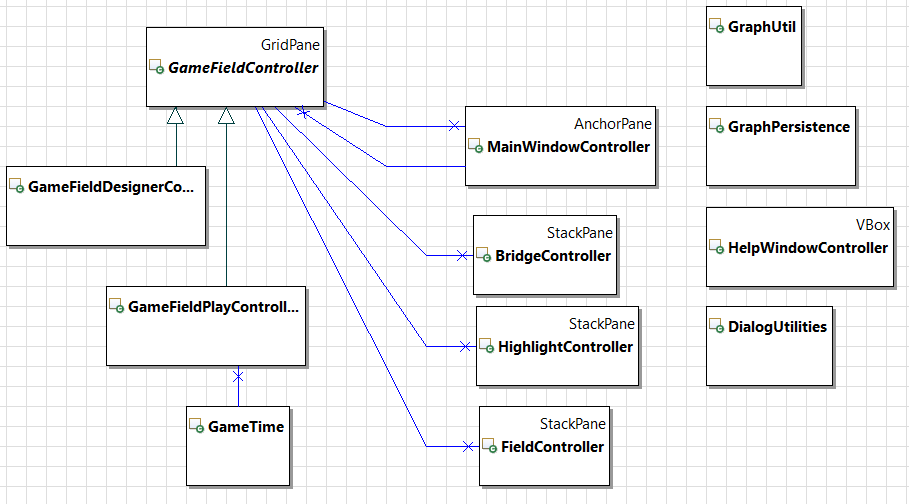 GridPane
GameFieldController
GameFieldDesignerCo...
GameFieldPlayControll...
GameTime
AnchorPane
MainWindowController
StackPane
BridgeController
StackPane
HighlightController
StackPane
FieldController
GraphUtil
GraphPersistence
VBox
HelpWindowController
DialogUtilities